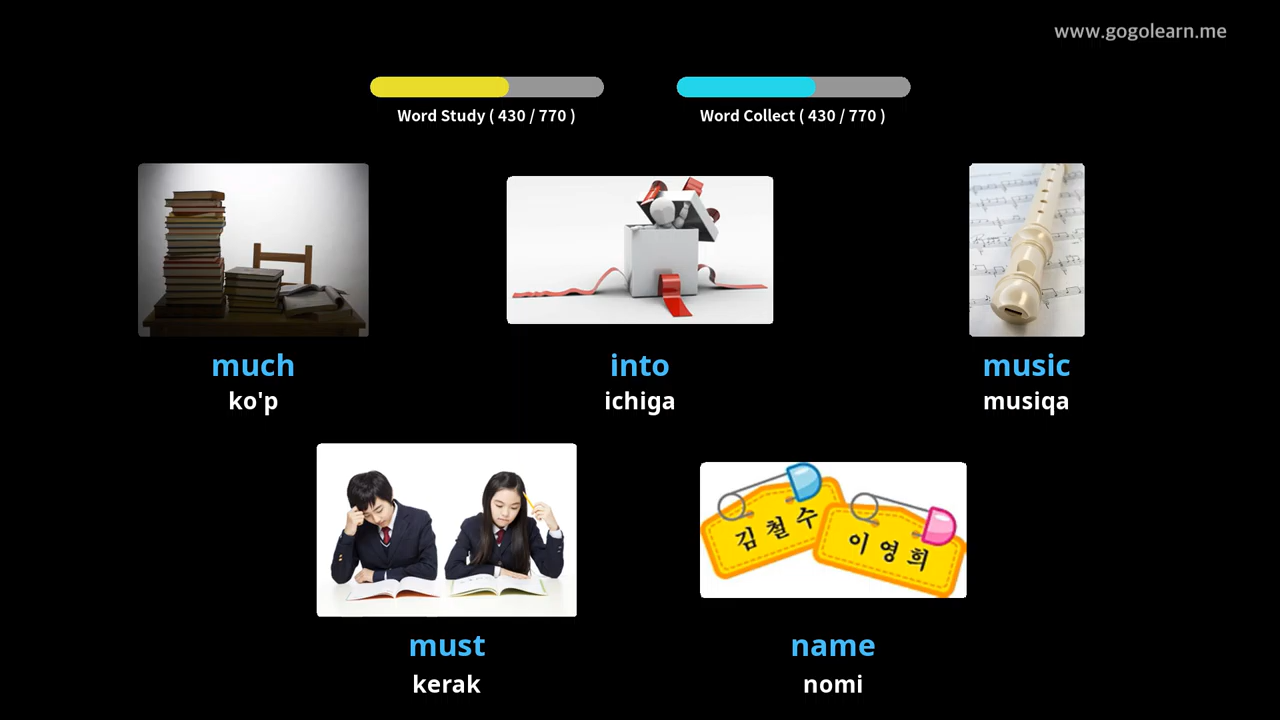 www.gogolearn.me
Word Study ( 430 / 770 )
Word Collect ( 430 / 770 )
much
ko'p
into
ichiga
music
musiqa
김철수
이영희
must
kerak
name
nomi